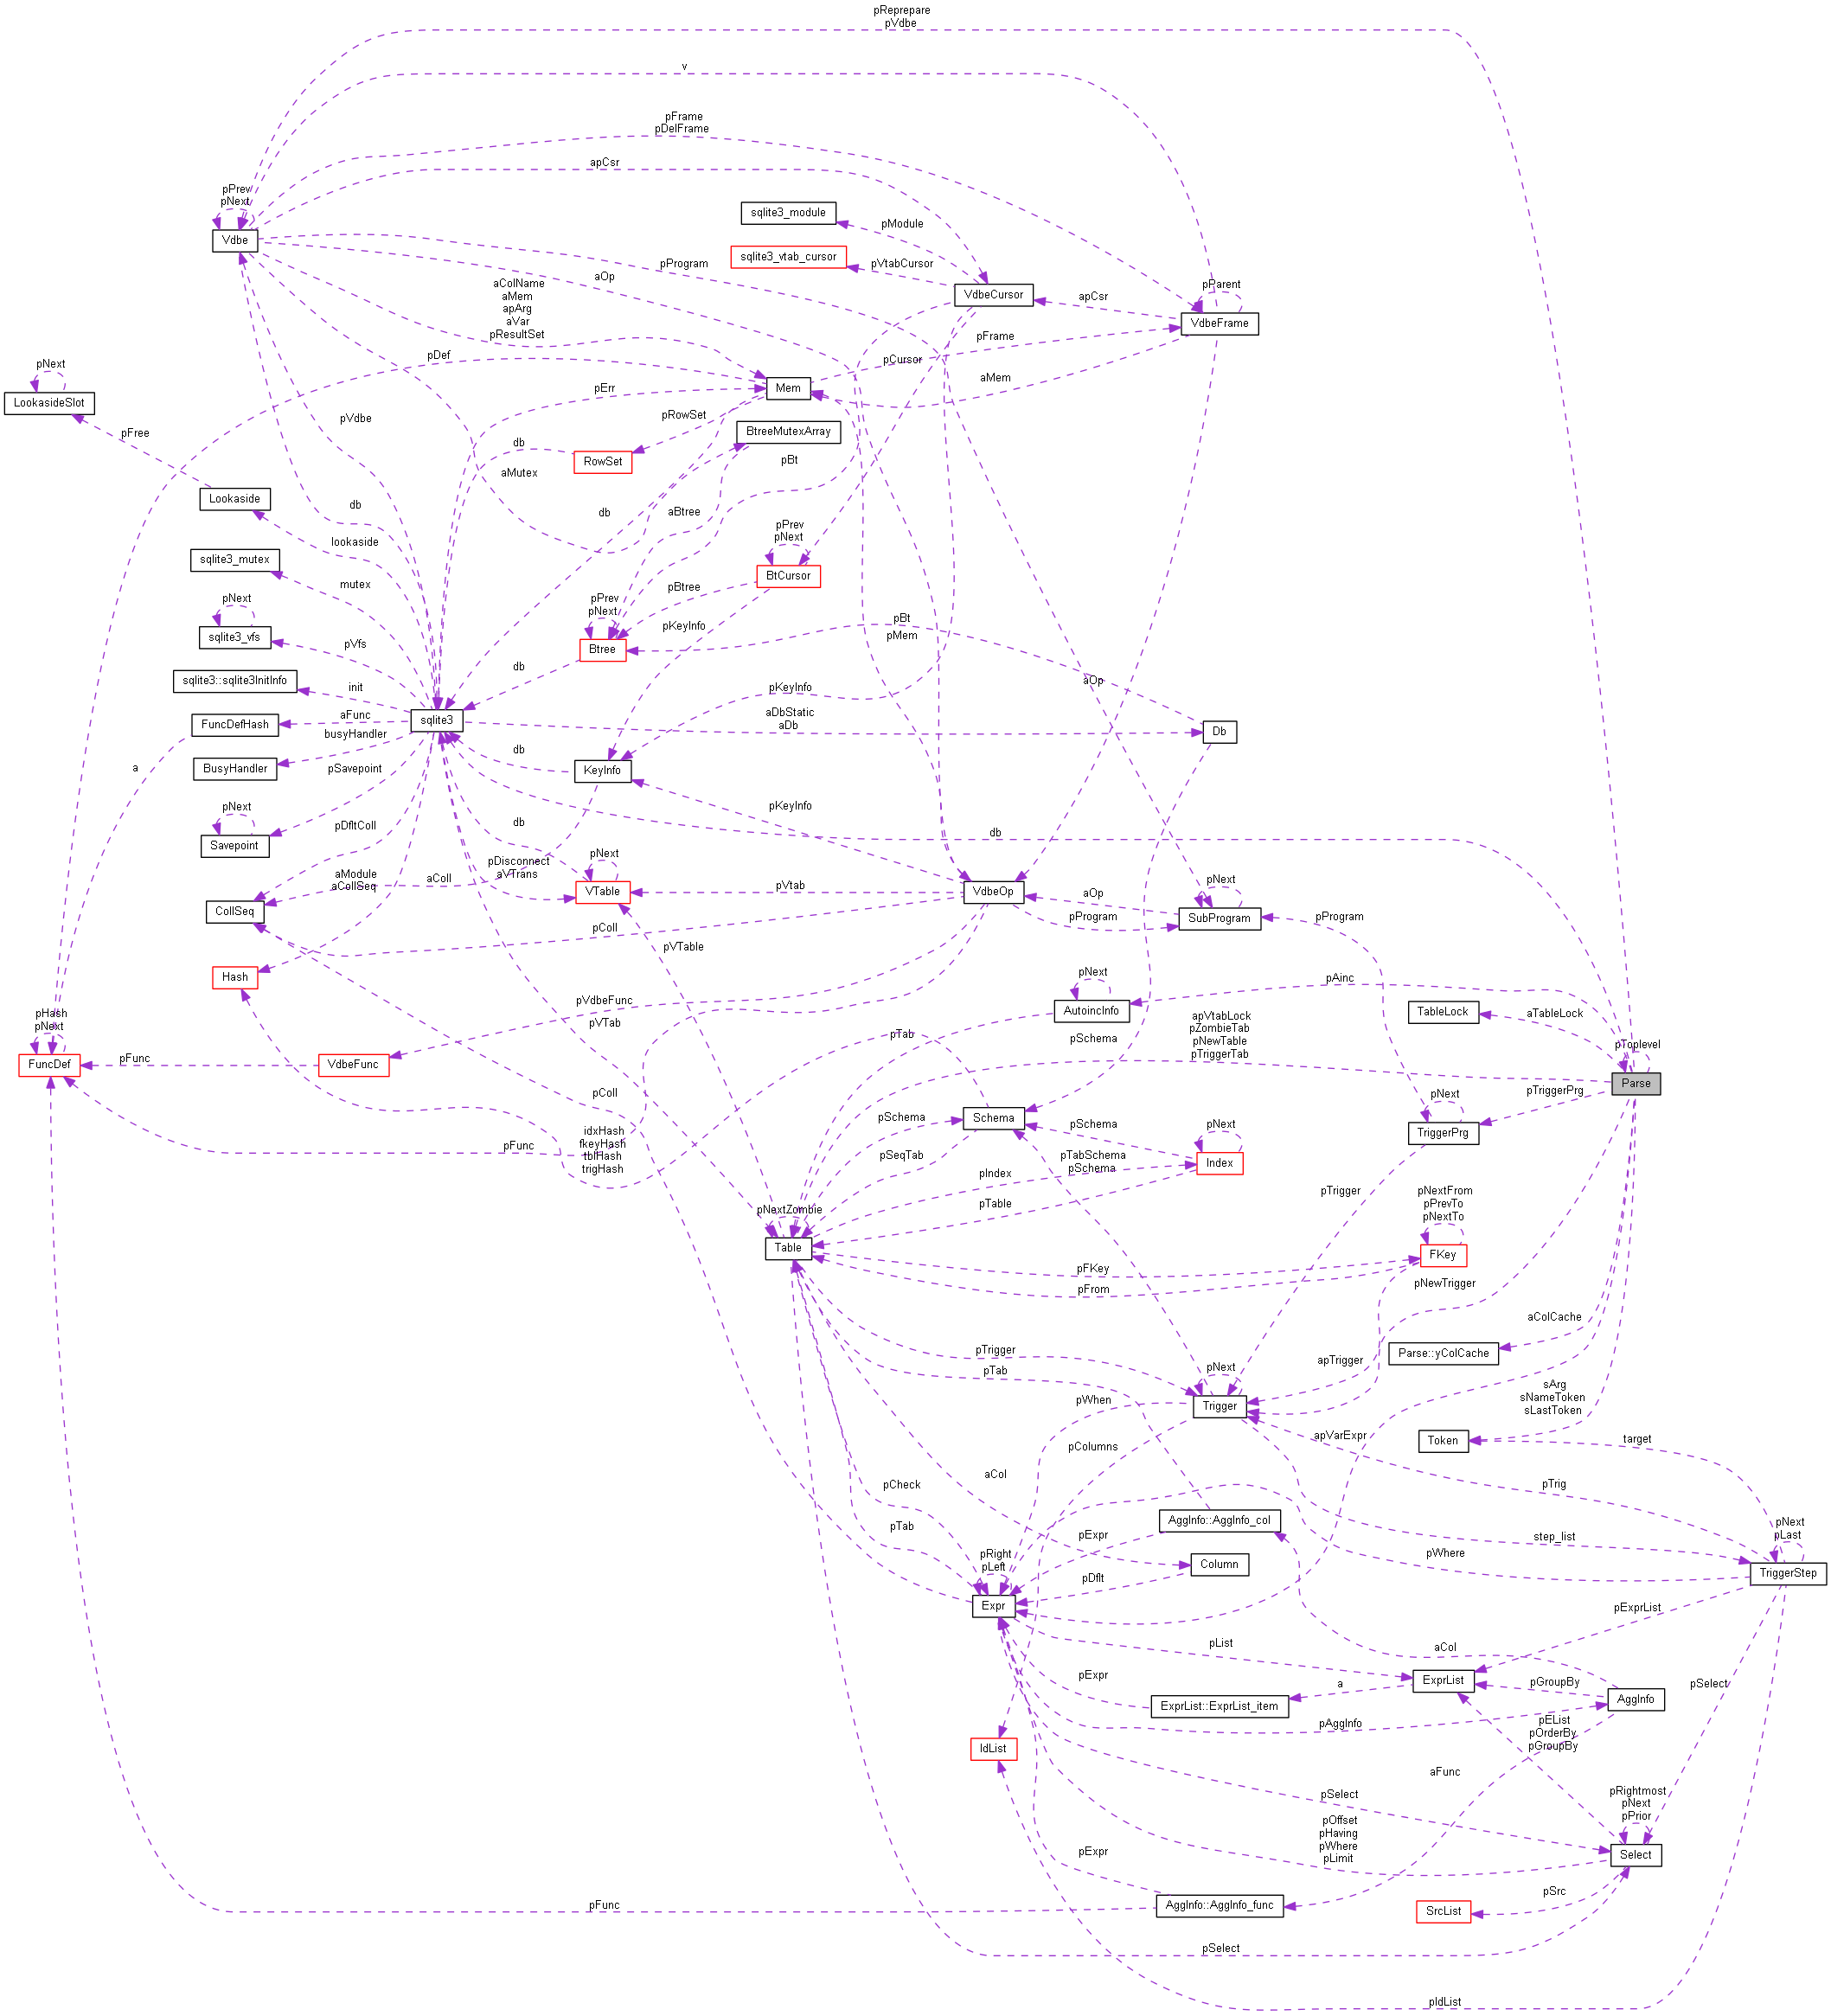 pReprepare
pVdbe
v
pFrame
pDelFrame
apCsr
pPrev
pNext
sqlite3_module
pModule
Vdbe
pProgram
sqlite3_vtab_cursor
pVtabCursor
aOp
aColName
aMem
apArg
aVar
pResultSet
VdbeCursor
apCsr
pParent
VdbeFrame
pFrame
pDef
pCursor
pNext
Mem
aMem
pErr
LookasideSlot
pRowSet
pVdbe
BtreeMutexArray
pFree
db
RowSet
pBt
aMutex
Lookaside
db
db
aBtree
pPrev
pNext
lookaside
sqlite3_mutex
mutex
BtCursor
pBtree
pNext
pPrev
pNext
pKeyInfo
pBt
sqlite3_vfs
pVfs
pMem
Btree
db
sqlite3::sqlite3InitInfo
init
pKeyInfo
aOp
FuncDefHash
aFunc
sqlite3
aDbStatic
aDb
Db
busyHandler
db
BusyHandler
a
pSavepoint
KeyInfo
pNext
pKeyInfo
db
db
pDfltColl
Savepoint
pNext
pDisconnect
aVTrans
aModule
aCollSeq
aColl
pVtab
VTable
VdbeOp
aOp
pNext
CollSeq
pColl
pProgram
SubProgram
pProgram
pVTable
Hash
pNext
pAinc
pVdbeFunc
AutoincInfo
TableLock
aTableLock
pHash
pNext
pVTab
pTab
pSchema
apVtabLock
pZombieTab
pNewTable
pTriggerTab
pToplevel
FuncDef
pFunc
VdbeFunc
Parse
pColl
pSchema
Schema
pSchema
pNext
pNext
pTriggerPrg
TriggerPrg
pFunc
idxHash
fkeyHash
tblHash
trigHash
pSeqTab
pTabSchema
pSchema
Index
pIndex
pNextFrom
pPrevTo
pNextTo
pTrigger
pTable
pNextZombie
Table
FKey
pFKey
pFrom
pNewTrigger
aColCache
pTrigger
Parse::yColCache
apTrigger
pNext
pTab
pWhen
Trigger
sArg
sNameToken
sLastToken
Token
target
apVarExpr
pColumns
pCheck
aCol
pTrig
AggInfo::AggInfo_col
pNext
pLast
pTab
pExpr
step_list
pWhere
Column
TriggerStep
pRight
pLeft
pDflt
Expr
pExprList
pList
aCol
ExprList
pExpr
a
pGroupBy
pSelect
ExprList::ExprList_item
AggInfo
pAggInfo
pEList
pOrderBy
pGroupBy
IdList
aFunc
pSelect
pRightmost
pNext
pPrior
pOffset
pHaving
pWhere
pLimit
pExpr
Select
pSrc
pFunc
AggInfo::AggInfo_func
SrcList
pSelect
pIdList